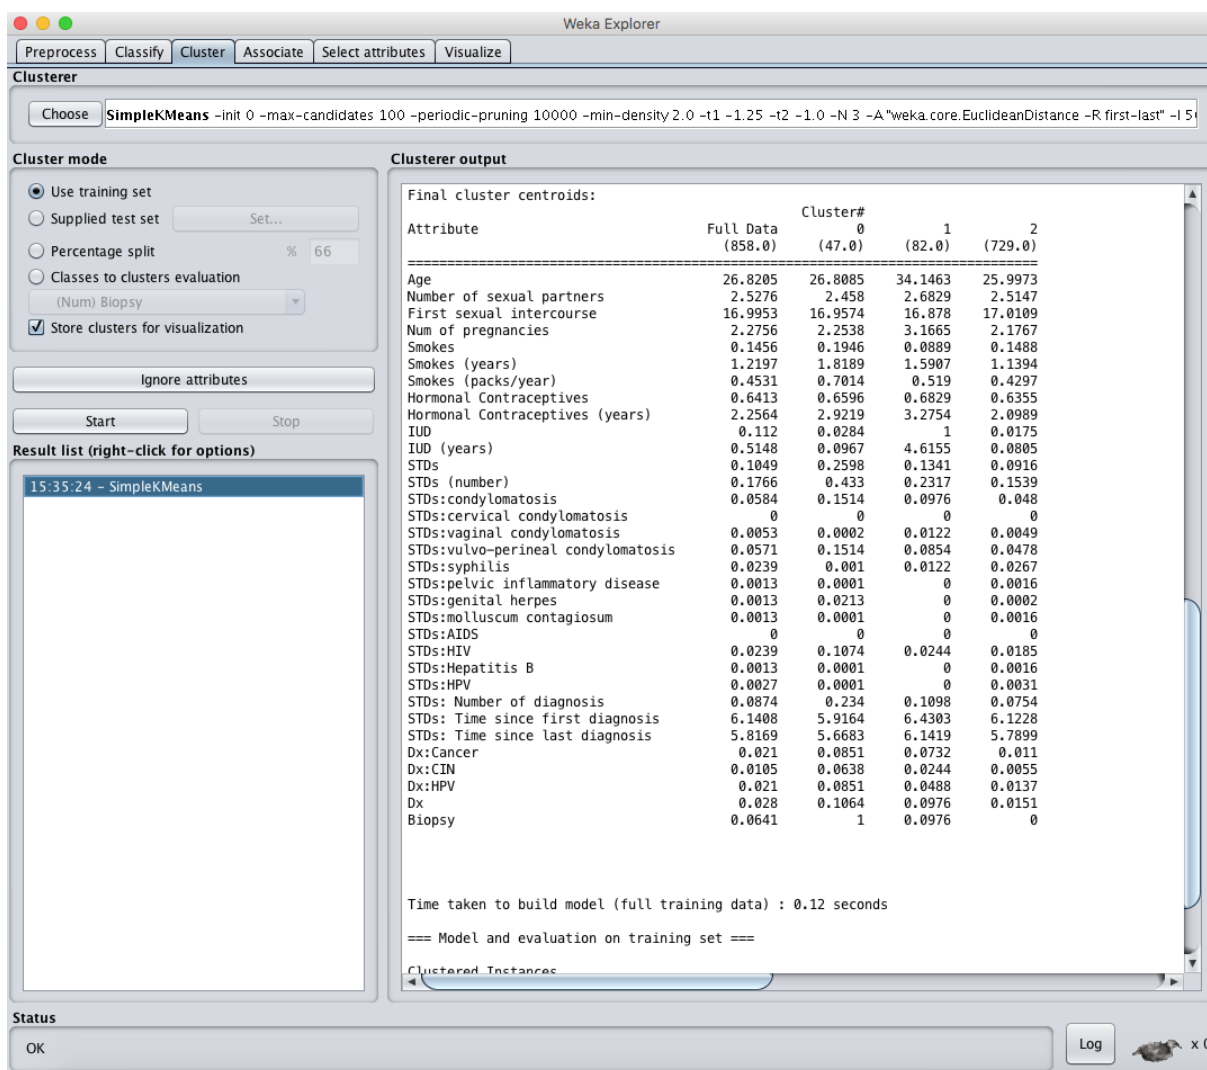 Weka Explorer
Preprocess Classify Cluster Associate Select attributes Visualize
Clusterer
Choose SimpleKMeans -init 0 -max-candidates 100 -periodic-pruning 10000 -min-density 2.0 -t1 -1.25 -t2 -1.0 -N 3 -A "weka.core.EuclideanDistance -R first-last" -I 5
Cluster mode
Use training set
Supplied test set Set...
Percentage split % 66
Classes to clusters evaluation
(Num) Biopsy
Store clusters for visualization
Ignore attributes
Start Stop
Result list (right-click for options)
15:35:24 - SimpleKMeans
Clusterer output
Final cluster centroids:
Cluster#
Attribute Full Data 0 1 2
(858.0) (47.0) (82.0) (729.0)
================================================================================
Age 26.8205 26.8085 34.1463 25.9973
Number of sexual partners 2.5276 2.458 2.6829 2.5147
First sexual intercourse 16.9953 16.9574 16.878 17.0109
Num of pregnancies 2.2756 2.2538 3.1665 2.1767
Smokes 0.1456 0.1946 0.0889 0.1488
Smokes (years) 1.2197 1.8189 1.5907 1.1394
Smokes (packs/year) 0.4531 0.7014 0.519 0.4297
Hormonal Contraceptives 0.6413 0.6596 0.6829 0.6355
Hormonal Contraceptives (years) 2.2564 2.9219 3.2754 2.0989
IUD 0.112 0.0284 1 0.0175
IUD (years) 0.5148 0.0967 4.6155 0.0805
STDs 0.1049 0.2598 0.1341 0.0916
STDs (number) 0.1766 0.433 0.2317 0.1539
STDs:condylomatosis 0.0584 0.1514 0.0976 0.048
STDs:cervical condylomatosis 0 0 0 0
STDs:vaginal condylomatosis 0.0053 0.0002 0.0122 0.0049
STDs:vulvo-perineal condylomatosis 0.0571 0.1514 0.0854 0.0478
STDs:syphilis 0.0239 0.001 0.0122 0.0267
STDs:pelvic inflammatory disease 0.0013 0.0001 0 0.0016
STDs:genital herpes 0.0013 0.0213 0 0.0002
STDs:molluscum contagiosum 0.0013 0.0001 0 0.0016
STDs:AIDS 0 0 0 0
STDs:HIV 0.0239 0.1074 0.0244 0.0185
STDs:Hepatitis B 0.0013 0.0001 0 0.0016
STDs:HPV 0.0027 0.0001 0 0.0031
STDs: Number of diagnosis 0.0874 0.234 0.1098 0.0754
STDs: Time since first diagnosis 6.1408 5.9164 6.4303 6.1228
STDs: Time since last diagnosis 5.8169 5.6683 6.1419 5.7899
Dx:Cancer 0.021 0.0851 0.0732 0.011
Dx:CIN 0.0105 0.0638 0.0244 0.0055
Dx:HPV 0.021 0.0851 0.0488 0.0137
Dx 0.028 0.1064 0.0976 0.0151
Biopsy 0.0641 1 0.0976 0
Time taken to build model (full training data) : 0.12 seconds
=== Model and evaluation on training set ===
Clustered Instances
Status
OK
Log x 0